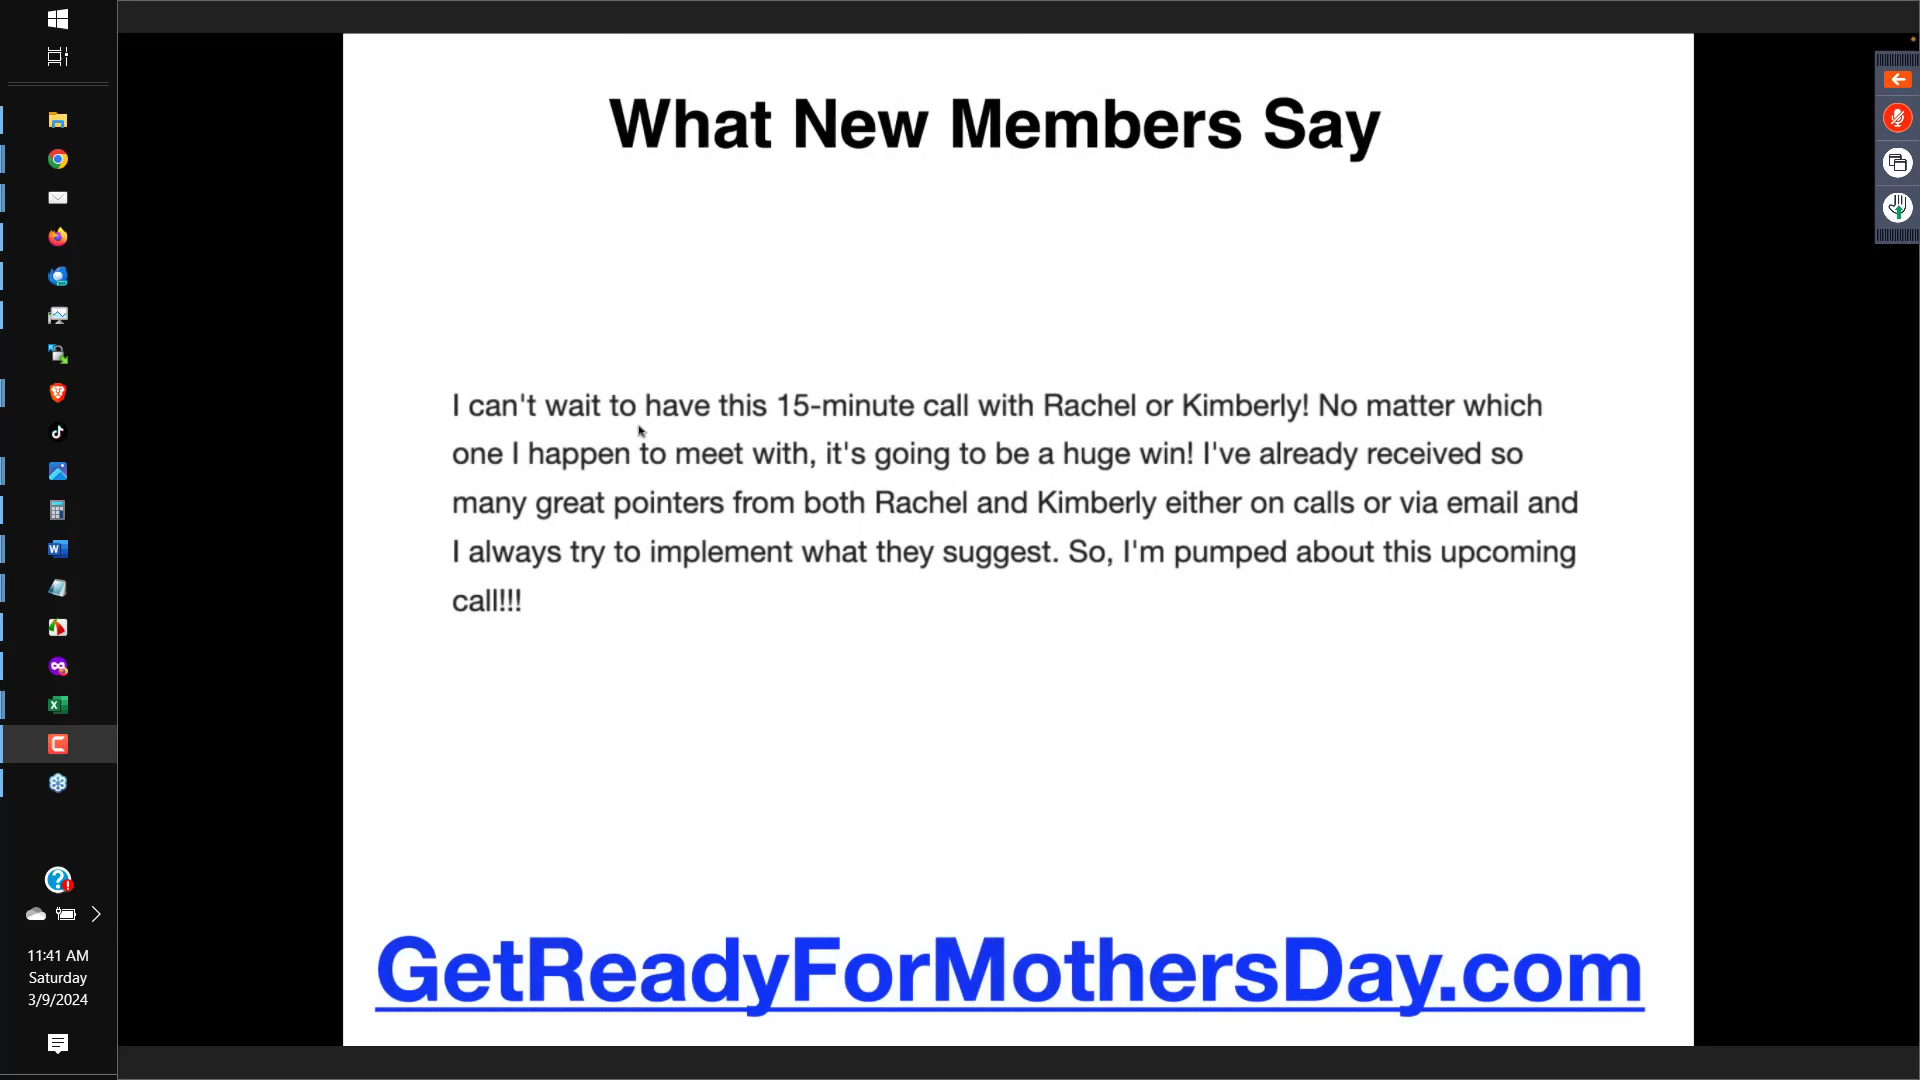 What New Members Say
I can't wait to have this 15-minute call with Rachel or Kimberly! No matter which
one I happen to meet with, it's going to be a huge win! I've already received so
many great pointers from both Rachel and Kimberly either on calls or via email and
I always try to implement what they suggest. So, I'm pumped about this upcoming
call!!!
GetReadyForMothersDay.com
11:41 AM
Saturday
3/9/2024